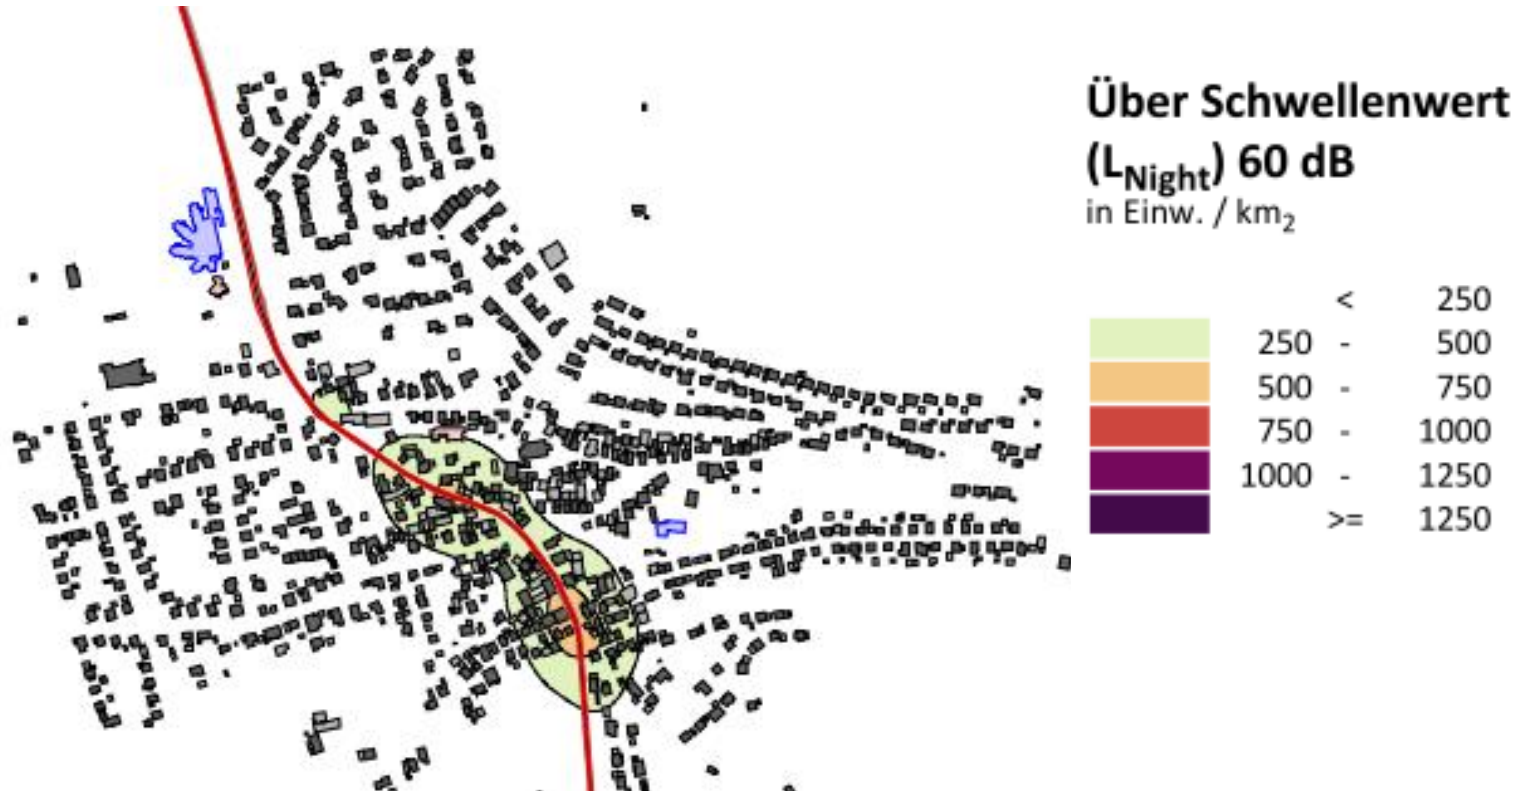 Über Schwellenwert
(LNight) 60 dB
in Einw. / km2
< 250
250 - 500
500 - 750
750 - 1000
1000 - 1250
>= 1250